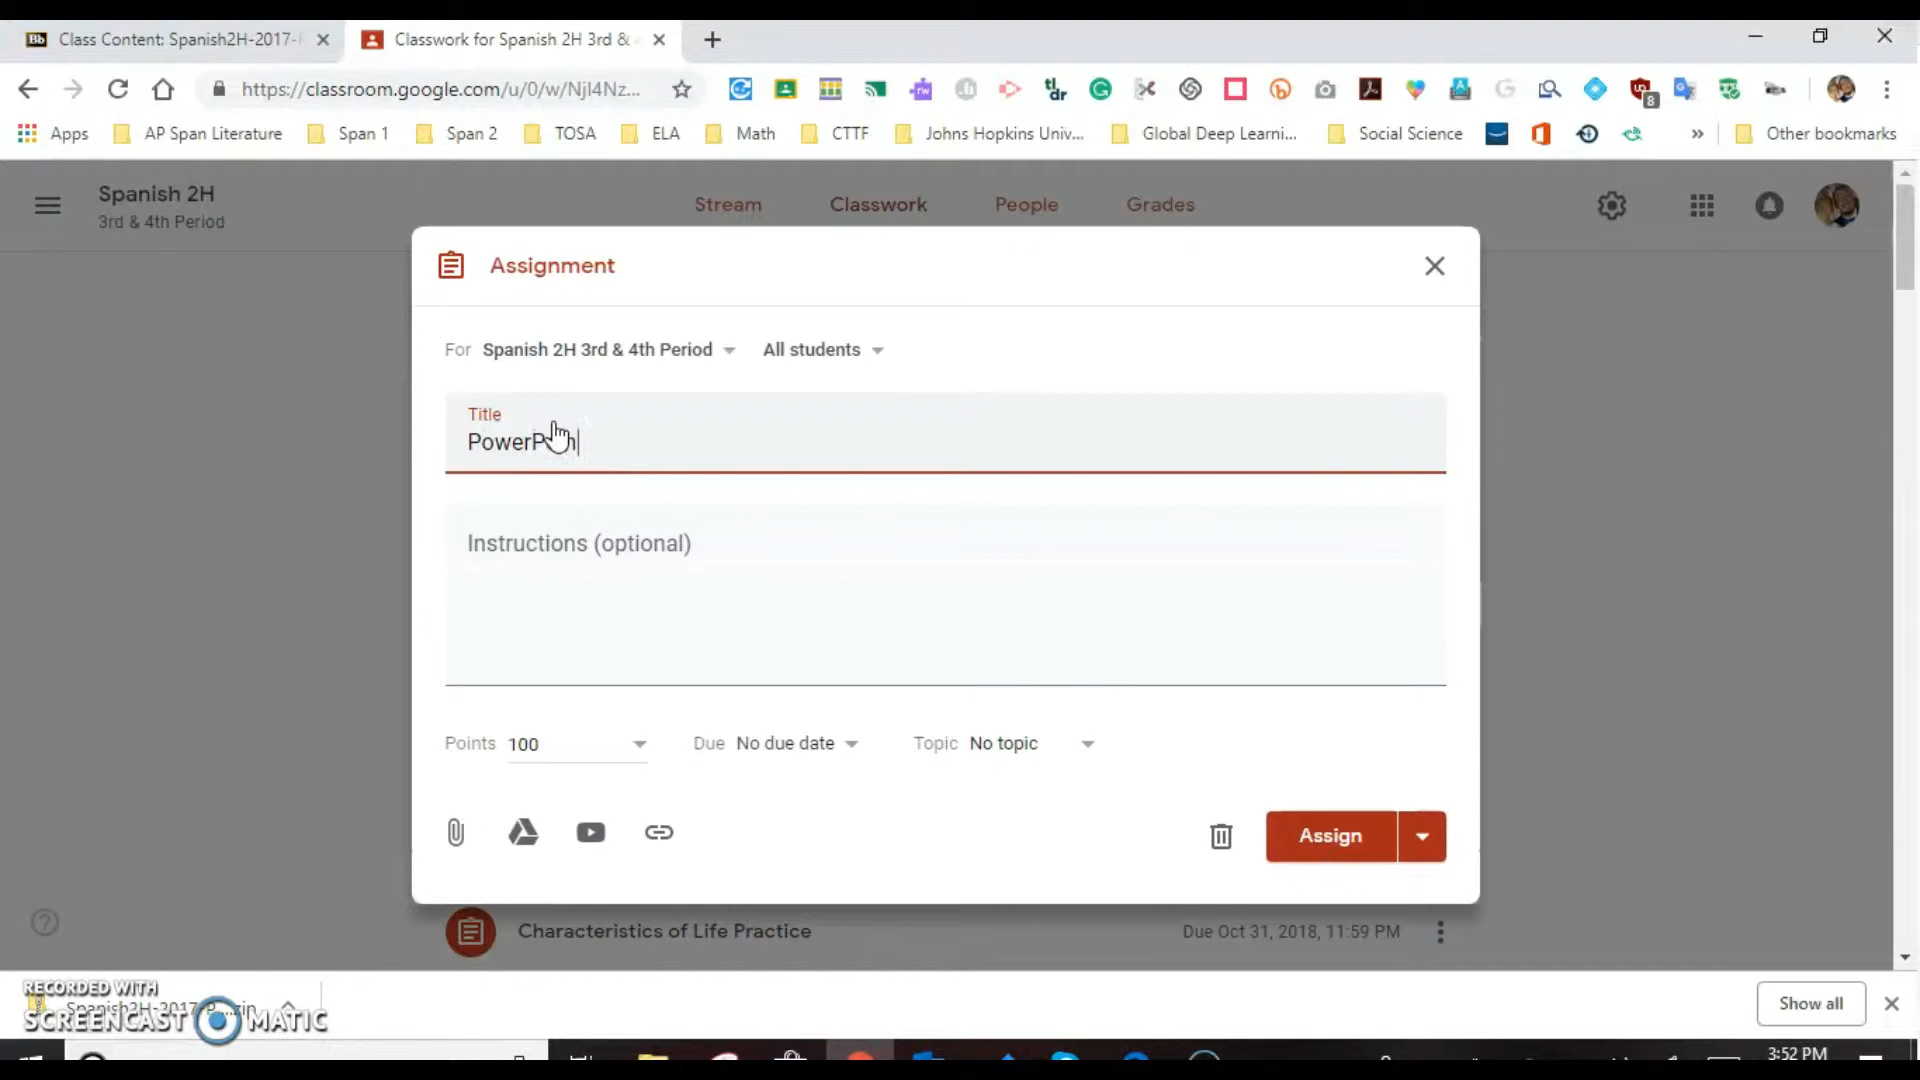 Bb Class Content: Spanish2H-2017-
Classwork for Spanish 2H 3rd &
https://classroom.google.com/u/0/w/NjI4Nz...
tl;dr
8
Apps AP Span Literature Span 1 Span 2 TOSA ELA Math CTTF Johns Hopkins Univ... Global Deep Learni... Social Science » Other bookmarks
Spanish 2H
3rd & 4th Period
Stream Classwork People Grades
Assignment
For Spanish 2H 3rd & 4th Period All students
Title
Instructions (optional)
Points 100 Due No due date Topic No topic
Assign
Characteristics of Life Practice Due Oct 31, 2018, 11:59 PM
RECORDED WITH
SCREENCAST MATIC
Show all
3:52 PM